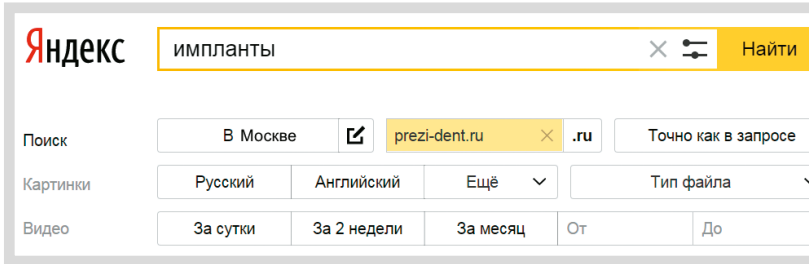 Яндекс импланты Найти
Поиск В Москве prezi-dent.ru .ru Точно как в запросе
Картинки Русский Английский Ещё Тип файла
Видео За сутки За 2 недели За месяц От До